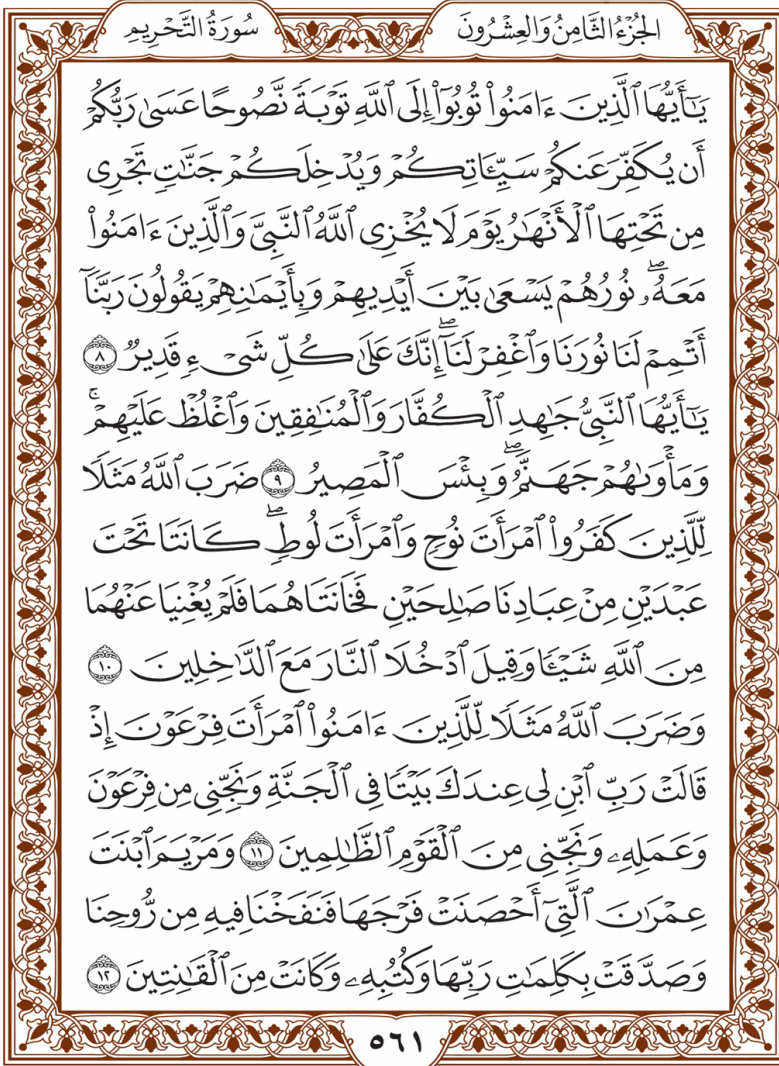 الجُزْءُ الثَّامِنُ وَالعِشْرُونَ
سُورَةُ التَّحْرِيمِ
يَٰٓأَيُّهَا ٱلَّذِينَ ءَامَنُواْ تُوبُوٓاْ إِلَى ٱللَّهِ تَوۡبَةٗ نَّصُوحًا عَسَىٰ رَبُّكُمۡ
أَن يُكَفِّرَ عَنكُمۡ سَيِّـَٔاتِكُمۡ وَيُدۡخِلَكُمۡ جَنَّٰتٖ تَجۡرِي
مِن تَحۡتِهَا ٱلۡأَنۡهَٰرُ يَوۡمَ لَا يُخۡزِي ٱللَّهُ ٱلنَّبِيَّ وَٱلَّذِينَ ءَامَنُواْ
مَعَهُۥۖ نُورُهُمۡ يَسۡعَىٰ بَيۡنَ أَيۡدِيهِمۡ وَبِأَيۡمَٰنِهِمۡ يَقُولُونَ رَبَّنَآ
أَتۡمِمۡ لَنَا نُورَنَا وَٱغۡفِرۡ لَنَآۖ إِنَّكَ عَلَىٰ كُلِّ شَيۡءٖ قَدِيرٞ ٨
يَٰٓأَيُّهَا ٱلنَّبِيُّ جَٰهِدِ ٱلۡكُفَّارَ وَٱلۡمُنَٰفِقِينَ وَٱغۡلُظۡ عَلَيۡهِمۡۚ
وَمَأۡوَىٰهُمۡ جَهَنَّمُۖ وَبِئۡسَ ٱلۡمَصِيرُ ٩ ضَرَبَ ٱللَّهُ مَثَلٗا
لِّلَّذِينَ كَفَرُواْ ٱمۡرَأَتَ نُوحٖ وَٱمۡرَأَتَ لُوطٖۖ كَانَتَا تَحۡتَ
عَبۡدَيۡنِ مِنۡ عِبَادِنَا صَٰلِحَيۡنِ فَخَانَتَاهُمَا فَلَمۡ يُغۡنِيَا عَنۡهُمَا
مِنَ ٱللَّهِ شَيۡـٔٗا وَقِيلَ ٱدۡخُلَا ٱلنَّارَ مَعَ ٱلدَّٰخِلِينَ ١٠
وَضَرَبَ ٱللَّهُ مَثَلٗا لِّلَّذِينَ ءَامَنُواْ ٱمۡرَأَتَ فِرۡعَوۡنَ إِذۡ
قَالَتۡ رَبِّ ٱبۡنِ لِي عِندَكَ بَيۡتٗا فِي ٱلۡجَنَّةِ وَنَجِّنِي مِن فِرۡعَوۡنَ
وَعَمَلِهِۦ وَنَجِّنِي مِنَ ٱلۡقَوۡمِ ٱلظَّٰلِمِينَ ١١ وَمَرۡيَمَ ٱبۡنَتَ
عِمۡرَٰنَ ٱلَّتِيٓ أَحۡصَنَتۡ فَرۡجَهَا فَنَفَخۡنَا فِيهِ مِن رُّوحِنَا
وَصَدَّقَتۡ بِكَلِمَٰتِ رَبِّهَا وَكُتُبِهِۦ وَكَانَتۡ مِنَ ٱلۡقَٰنِتِينَ ١٢
٥٦١